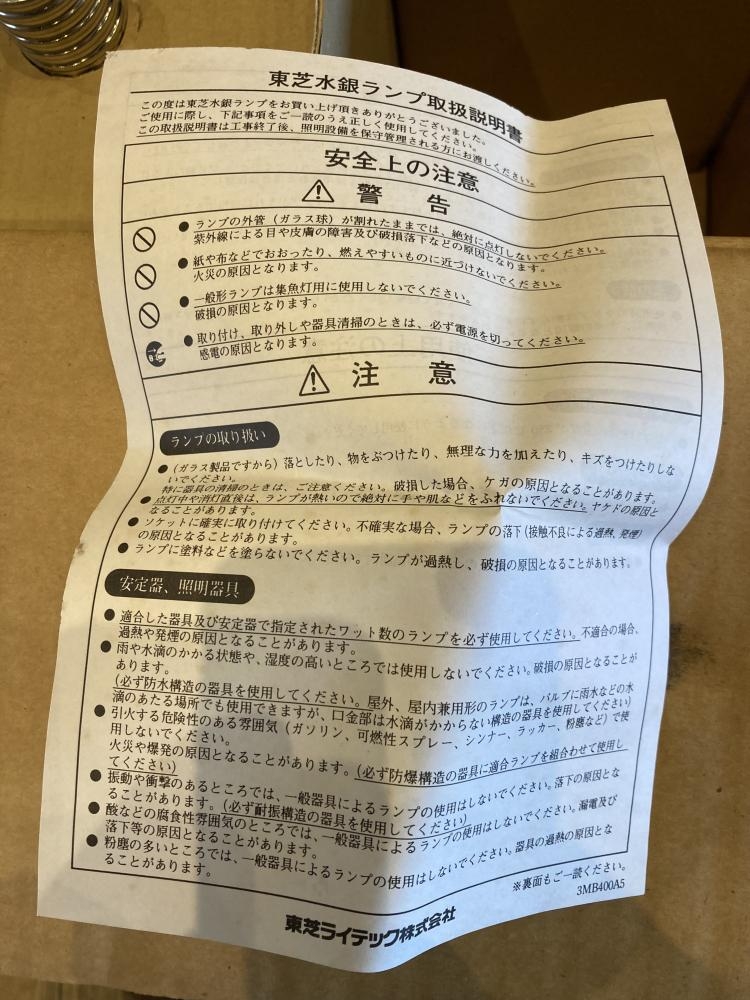 東芝水銀ランプ取扱説明書
この度は東芝水銀ランプをお買い上げ頂きありがとうございました。
ご使用に際し、下記事項をご一読のうえ正しく使用してください。
この取扱説明書は工事終了後、照明設備を保守管理される方にお渡しください。
安全上の注意
警 告
●ランプの外管（ガラス球）が割れたままでは、絶対に点灯しないでください。
紫外線による目や皮膚の障害及び破損落下などの原因となります。
●紙や布などでおおったり、燃えやすいものに近づけないでください。
火災の原因となります。
●一般形ランプは集魚灯用に使用しないでください。
破損の原因となります。
●取り付け、取り外しや器具清掃のときは、必ず電源を切ってください。
感電の原因となります。
注 意
ランプの取り扱い
●（ガラス製品ですから）落としたり、物をぶつけたり、無理な力を加えたり、キズをつけたりしな
いでください。
特に器具の清掃のときは、ご注意ください。破損した場合、ケガの原因となることがあります。
●点灯中や消灯直後は、ランプが熱いので絶対に手や肌などをふれないでください。ヤケドの原因と
なることがあります。
●ソケットに確実に取り付けてください。不確実な場合、ランプの落下（接触不良による過熱、発煙）
の原因となることがあります。
●ランプに塗料などを塗らないでください。ランプが過熱し、破損の原因となることがあります。
安定器、照明器具
●適合した器具及び安定器で指定されたワット数のランプを必ず使用してください。不適合の場合、
過熱や発煙の原因となることがあります。
●雨や水滴のかかる状態や、湿度の高いところでは使用しないでください。破損の原因となることが
あります。
（必ず防水構造の器具を使用してください。屋外、屋内兼用形のランプは、バルブに雨水などの水
滴のあたる場所でも使用できますが、口金部は水滴がかからない構造の器具を使用してください）
●引火する危険性のある雰囲気（ガソリン、可燃性スプレー、シンナー、ラッカー、粉塵など）で使
用しないでください。
火災や爆発の原因となることがあります。（必ず防爆構造の器具に適合ランプを組合わせて使用し
てください）
●振動や衝撃のあるところでは、一般器具によるランプの使用はしないでください。落下の原因とな
ることがあります。（必ず耐振構造の器具を使用してください）
●酸などの腐食性雰囲気のところでは、一般器具によるランプの使用はしないでください。漏電及び
落下等の原因となることがあります。
●粉塵の多いところでは、一般器具によるランプの使用はしないでください。器具の過熱の原因とな
ることがあります。
※裏面もご一読ください。
3MB400A5
東芝ライテック株式会社